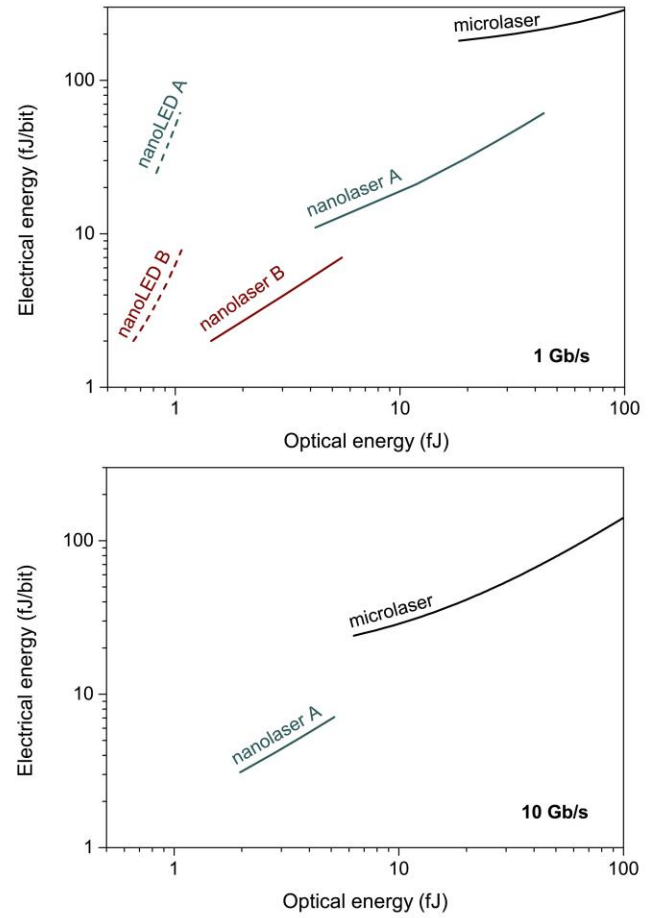 microlaser
100
nanoLED A
nanolaser A
Electrical energy (fJ/bit)
10
nanoLED B
nanolaser B
1 Gb/s
1
1
10
100
Optical energy (fJ)
100
microlaser
Electrical energy (fJ/bit)
10
nanolaser A
10 Gb/s
1
1
10
100
Optical energy (fJ)